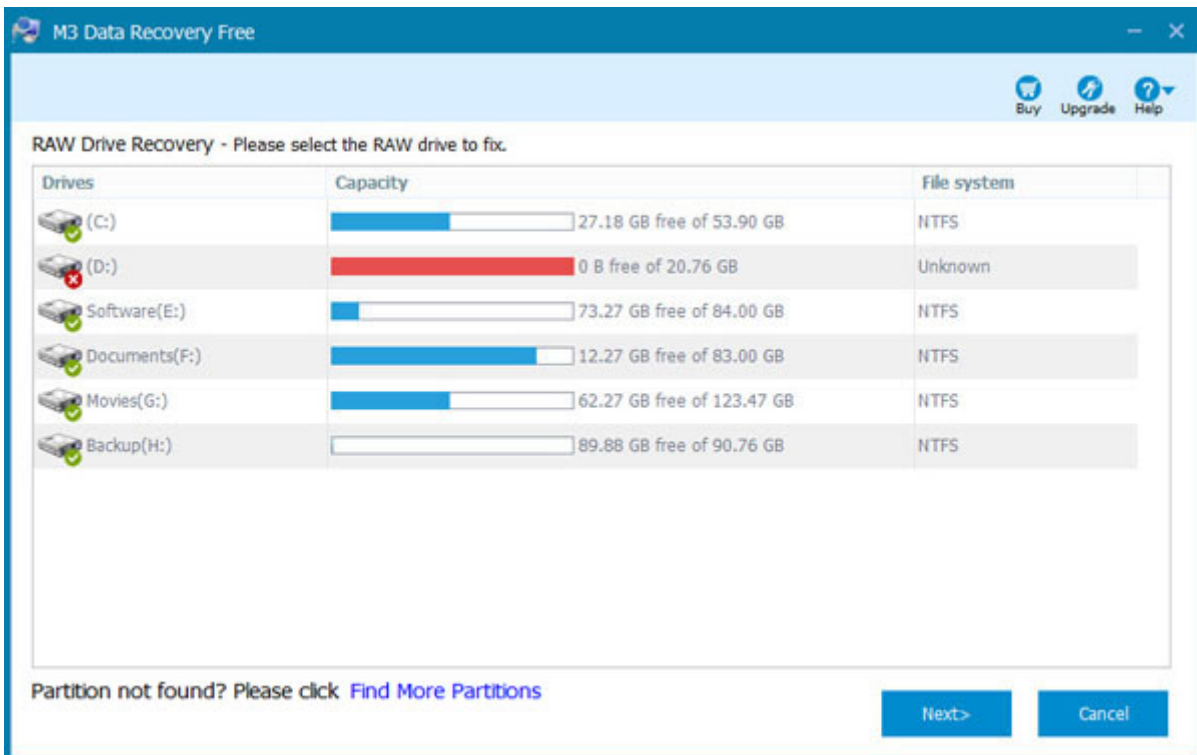 M3 Data Recovery Free
Buy Upgrade Help
RAW Drive Recovery - Please select the RAW drive to fix.
Drives Capacity File system
(C:) 27.18 GB free of 53.90 GB NTFS
(D:) 0 B free of 20.76 GB Unknown
Software(E:) 73.27 GB free of 84.00 GB NTFS
Documents(F:) 12.27 GB free of 83.00 GB NTFS
Movies(G:) 62.27 GB free of 123.47 GB NTFS
Backup(H:) 89.88 GB free of 90.76 GB NTFS
Partition not found? Please click Find More Partitions
Next> Cancel